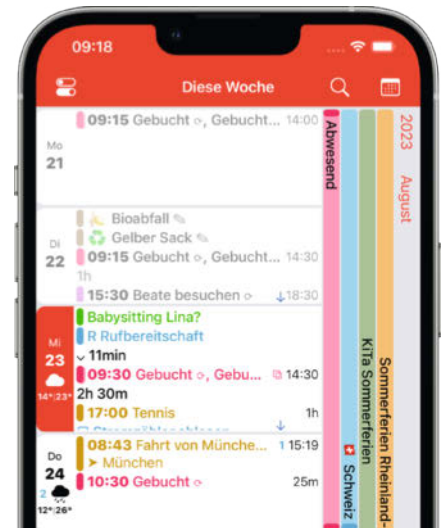 09:18
Diese Woche
09:15 Gebucht, Gebucht... 14:00
Mo
21
Bioabfall
Gelber Sack
Di
22
09:15 Gebucht, Gebucht... 14:30
1h
15:30 Beate besuchen ↓18:30
Babysitting Lina?
R Rufbereitschaft
Mi
23
11min
09:30 Gebucht, Gebu... 14:30
14°|23°
2h 30m
17:00 Tennis 1h
08:43 Fahrt von Münche... 1 15:19
➤ München
Do
24
10:30 Gebucht 25m
2
12°|26°
Abwesend
Schweiz
KiTa Sommerferien
Sommerferien Rheinland-
2023 August